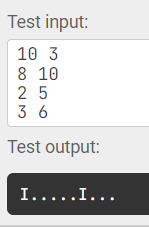 Test input:
10 3
8 10
2 5
3 6
Test output:
I.....I...